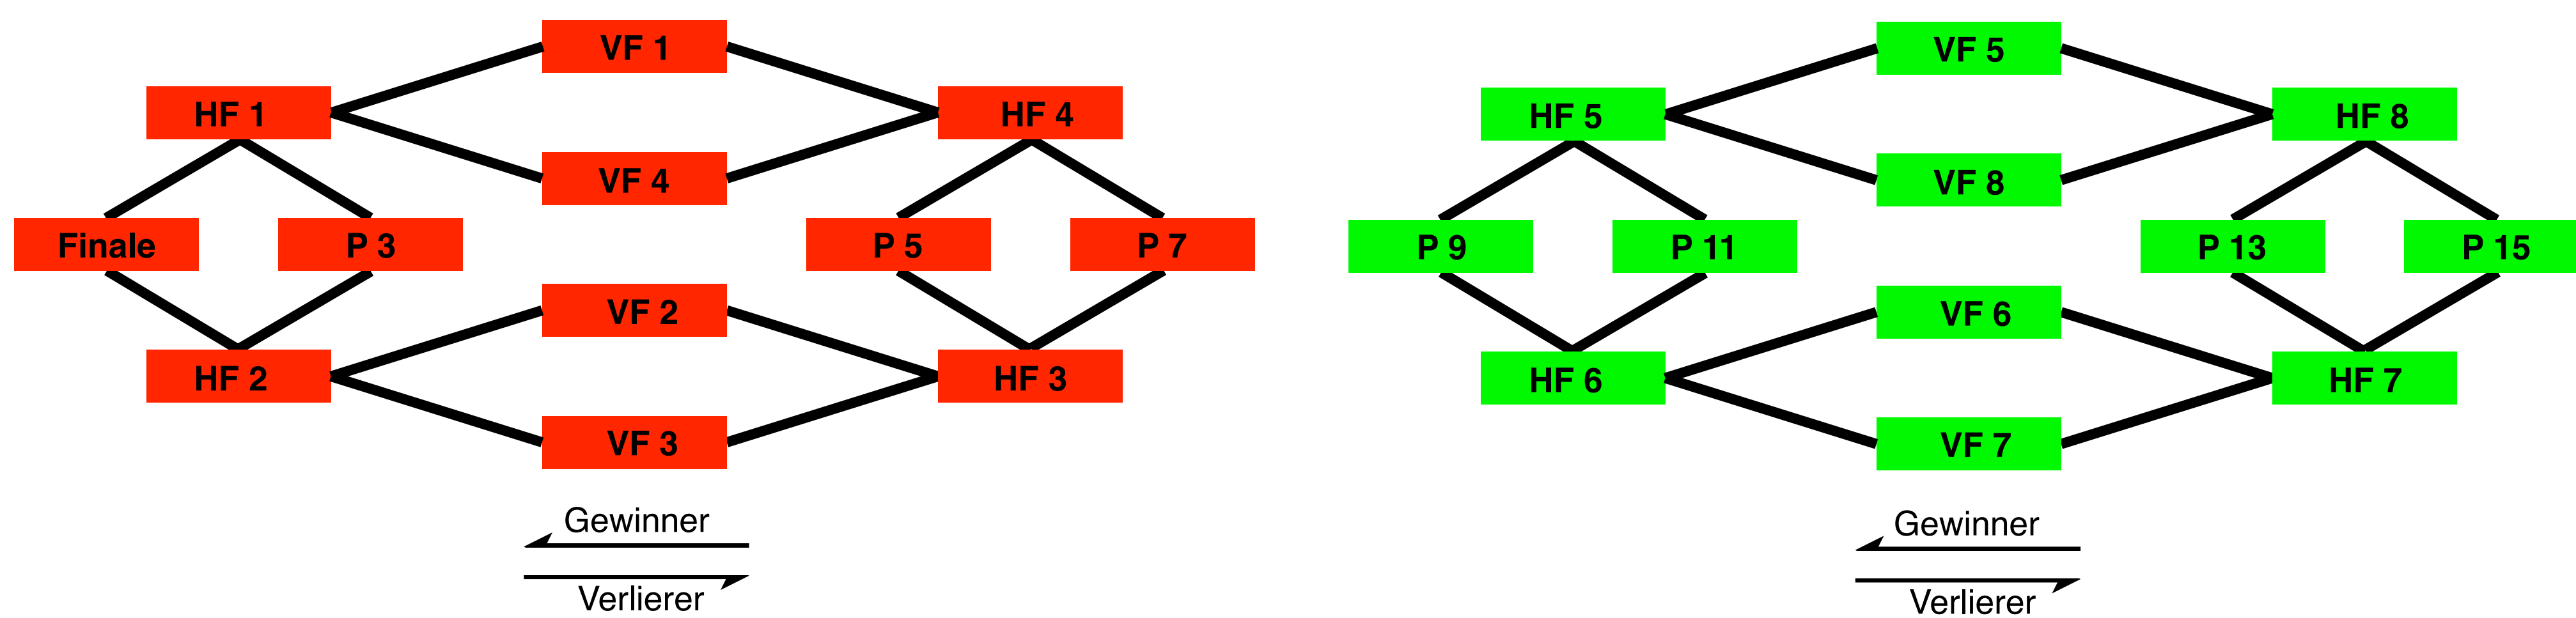 VF 1
HF 1
HF 4
VF 4
Finale
P 3
P 5
P 7
VF 2
HF 2
HF 3
VF 3
Gewinner
Verlierer
VF 5
HF 5
HF 8
VF 8
P 9
P 11
P 13
P 15
VF 6
HF 6
HF 7
VF 7
Gewinner
Verlierer